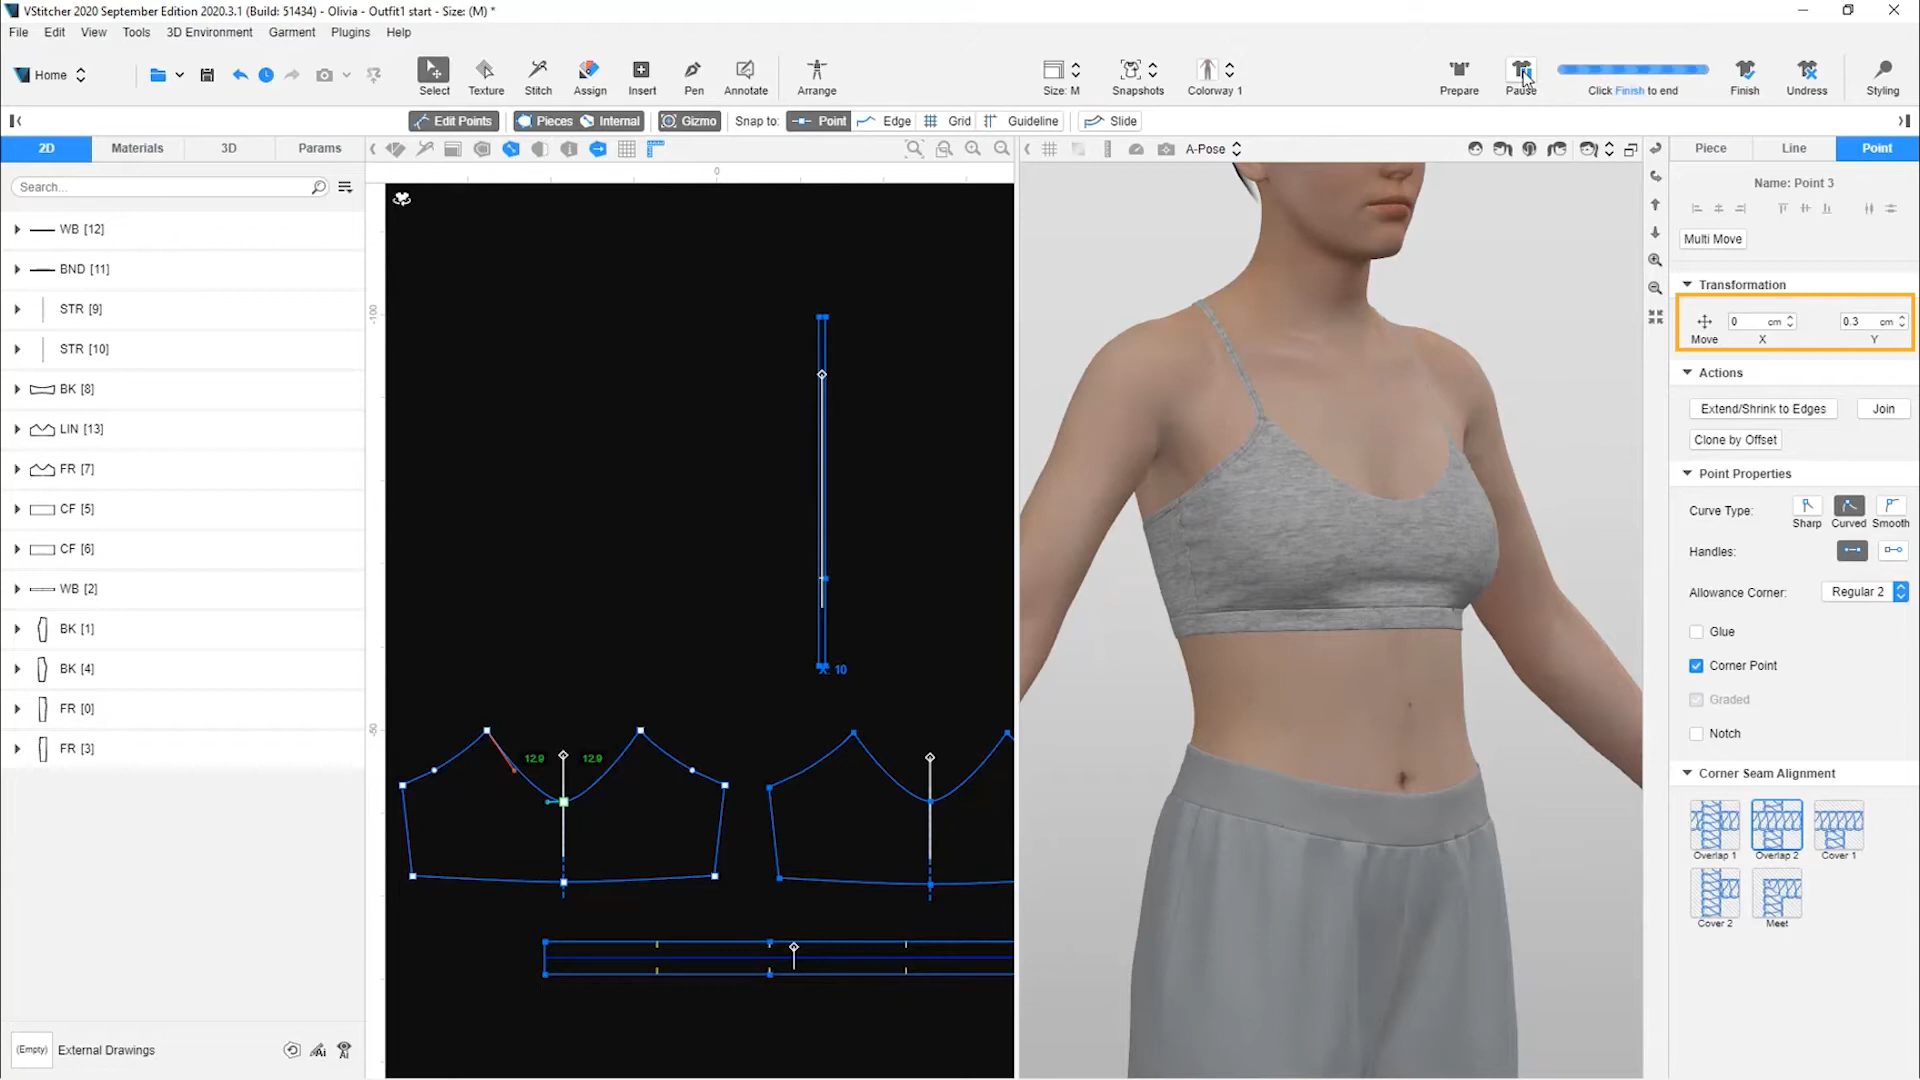 VStitcher 2020 September Edition 2020.3.1 (Build: 51434) - Olivia - Outfit1 start - Size: (M) *
File Edit View Tools 3D Environment Garment Plugins Help
Home
Select Texture Stitch Assign Insert Pen Annotate Arrange Size: M Snapshots Colorway 1 Prepare Pause Click Finish to end Finish Undress Styling
Edit Points Pieces Internal Gizmo Snap to: Point Edge Grid Guideline Slide
2D Materials 3D Params A-Pose Piece Line Point
0
Search...
Name: Point 3
Multi Move
WB [12]
BND [11]
STR [9]
STR [10]
BK [8]
LIN [13]
FR [7]
CF [5]
CF [6]
WB [2]
BK [1]
BK [4]
FR [0]
FR [3]
(Empty) External Drawings Ai Ai
-100
-50
10
12.9 12.9
Transformation
0 cm 0.3 cm
Move X Y
Actions
Extend/Shrink to Edges Join
Clone by Offset
Point Properties
Curve Type: Sharp Curved Smooth
Handles:
Allowance Corner: Regular 2
Glue
Corner Point
Graded
Notch
Corner Seam Alignment
Overlap 1 Overlap 2 Cover 1
Cover 2 Meet